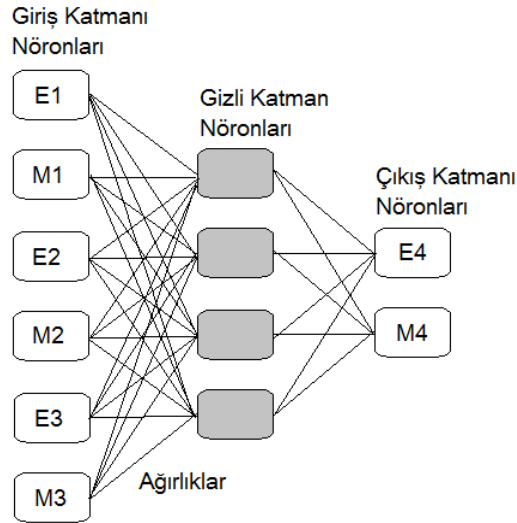 Giriş Katmanı
Nöronları
E1
M1
E2
M2
E3
M3
Gizli Katman
Nöronları
Çıkış Katmanı
Nöronları
E4
M4
Ağırlıklar